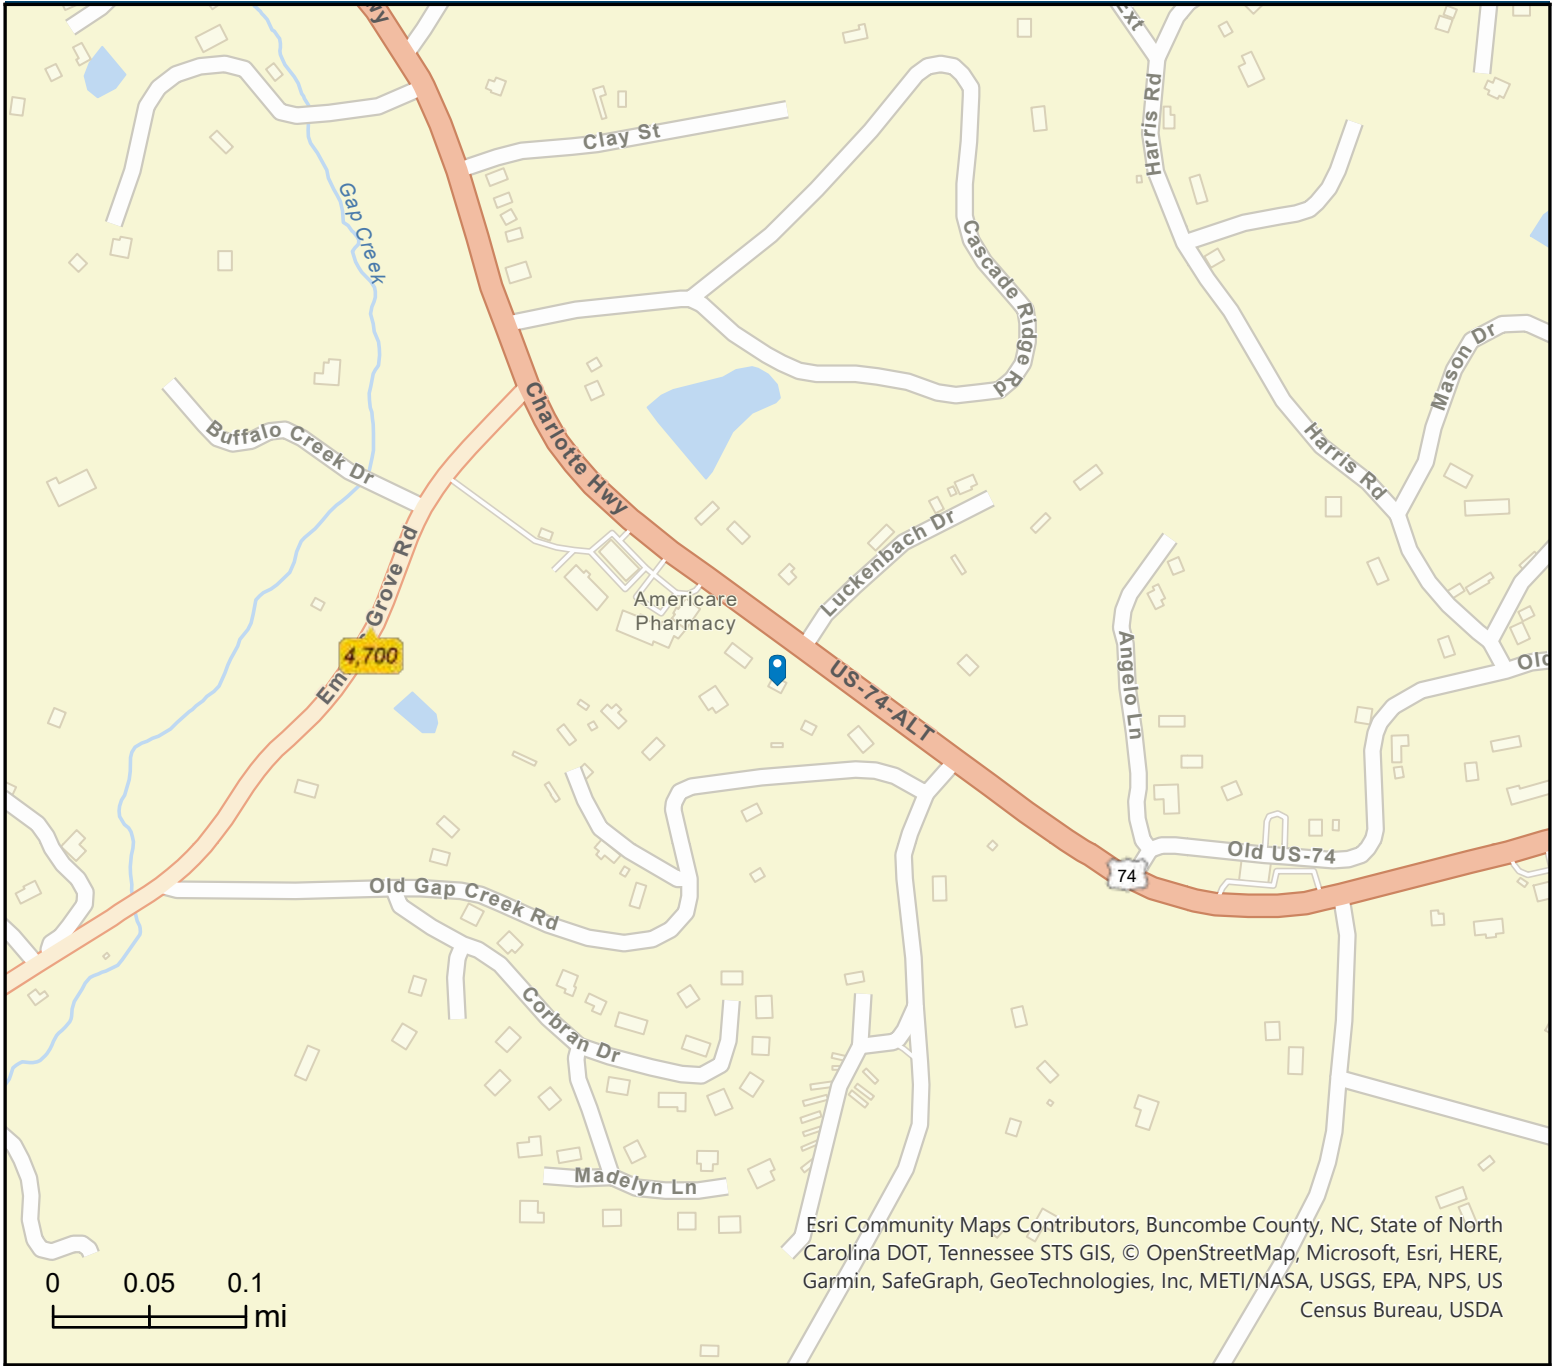 wy
Ext
Harris Rd
Clay St
Gap Creek
Cascade Ridge Rd
Mason Dr
Charlotte Hwy
Buffalo Creek Dr
Harris Rd
Luckenbach Dr
Em
s Grove Rd
4,700
Americare
Pharmacy
US-74-ALT
Angelo Ln
Old
74
Old US-74
Old Gap Creek Rd
Corbran Dr
Madelyn Ln
Esri Community Maps Contributors, Buncombe County, NC, State of North
Carolina DOT, Tennessee STS GIS, © OpenStreetMap, Microsoft, Esri, HERE,
Garmin, SafeGraph, GeoTechnologies, Inc, METI/NASA, USGS, EPA, NPS, US
Census Bureau, USDA
0 0.05 0.1
mi